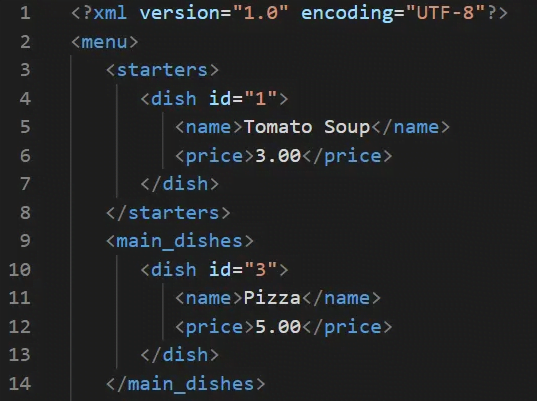 1 <?xml version="1.0" encoding="UTF-8"?>
2 <menu>
3 <starters>
4 <dish id="1">
5 <name>Tomato Soup</name>
6 <price>3.00</price>
7 </dish>
8 </starters>
9 <main_dishes>
10 <dish id="3">
11 <name>Pizza</name>
12 <price>5.00</price>
13 </dish>
14 </main_dishes>